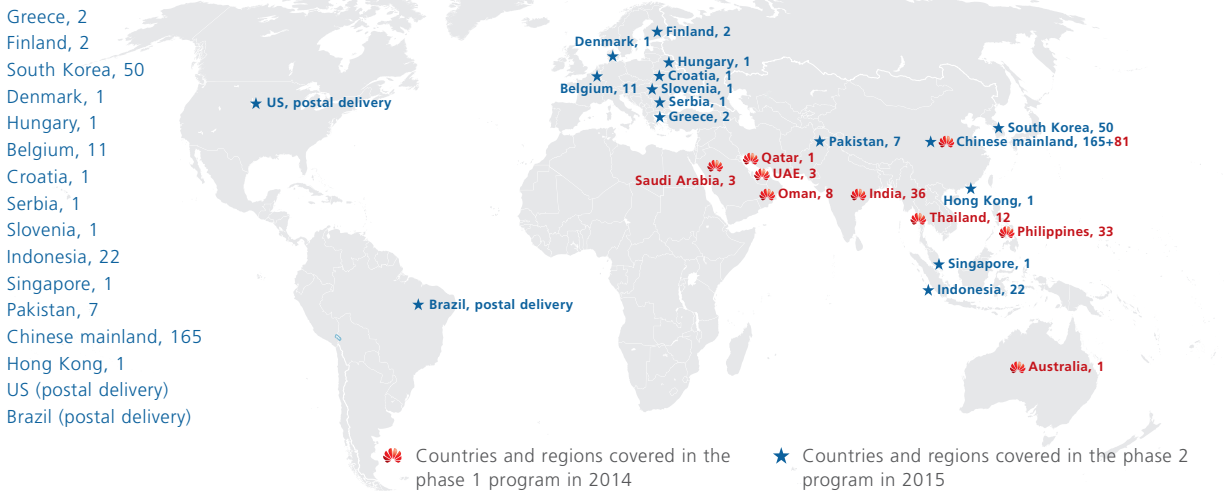 Greece, 2
Finland, 2
South Korea, 50
Denmark, 1
Hungary, 1
Belgium, 11
Croatia, 1
Serbia, 1
Slovenia, 1
Indonesia, 22
Singapore, 1
Pakistan, 7
Chinese mainland, 165
Hong Kong, 1
US (postal delivery)
Brazil (postal delivery)
Finland, 2
Denmark, 1
Hungary, 1
Croatia, 1
Belgium, 11
Slovenia, 1
Serbia, 1
Greece, 2
US, postal delivery
South Korea, 50
Pakistan, 7
Chinese mainland, 165+81
Qatar, 1
UAE, 3
Saudi Arabia, 3
Oman, 8
India, 36
Hong Kong, 1
Thailand, 12
Philippines, 33
Singapore, 1
Indonesia, 22
Brazil, postal delivery
Australia, 1
Countries and regions covered in the
phase 1 program in 2014
Countries and regions covered in the phase 2
program in 2015